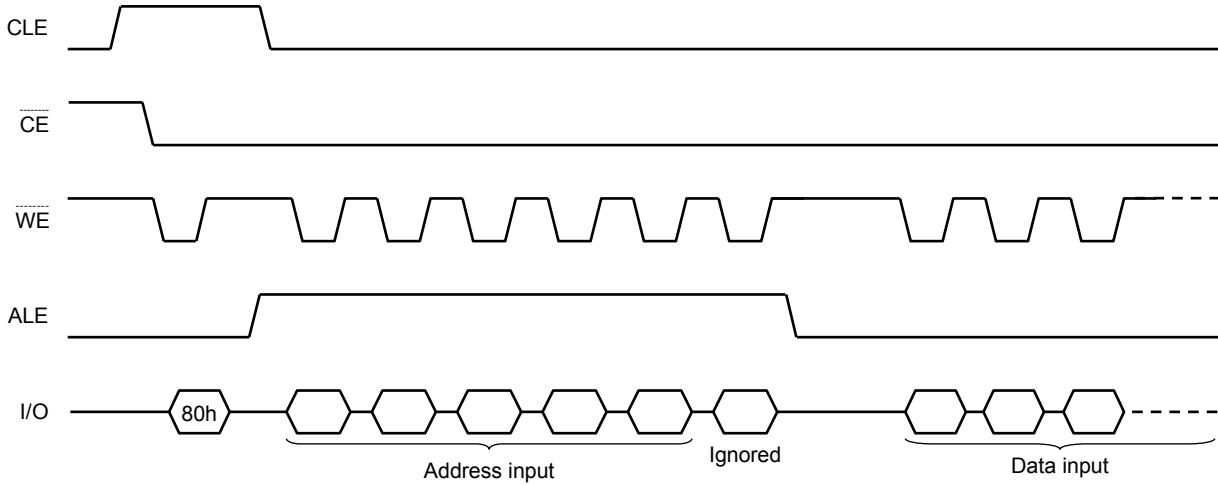 CLE
CE
WE
ALE
I/O
80h
Address input
Ignored
Data input